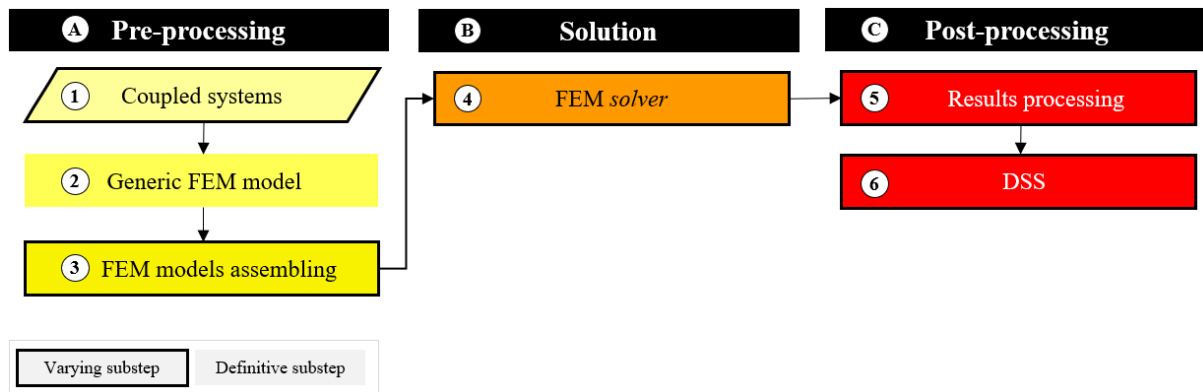 A Pre-processing
B Solution
C Post-processing
1 Coupled systems
2 Generic FEM model
3 FEM models assembling
4 FEM solver
5 Results processing
6 DSS
Varying substep
Definitive substep